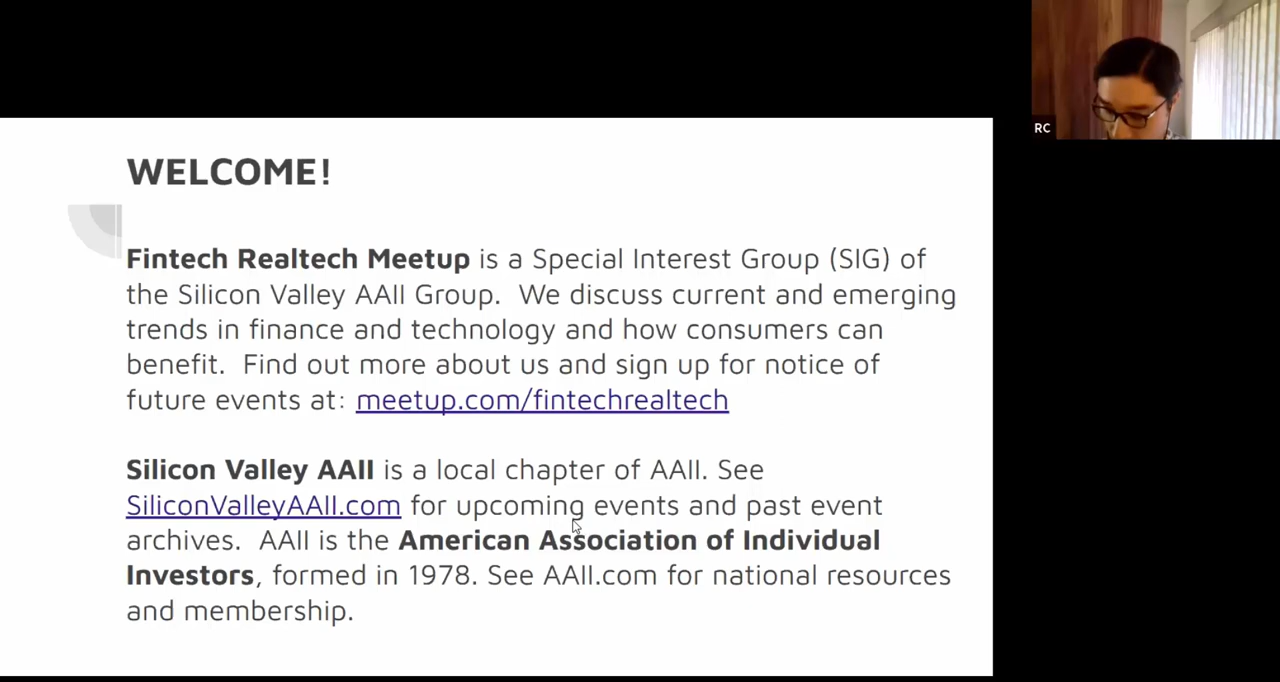 RC
WELCOME!
Fintech Realtech Meetup is a Special Interest Group (SIG) of
the Silicon Valley AAII Group.  We discuss current and emerging
trends in finance and technology and how consumers can
benefit.  Find out more about us and sign up for notice of
future events at: meetup.com/fintechrealtech
Silicon Valley AAII is a local chapter of AAII. See
SiliconValleyAAII.com for upcoming events and past event
archives.  AAII is the American Association of Individual
Investors, formed in 1978. See AAII.com for national resources
and membership.